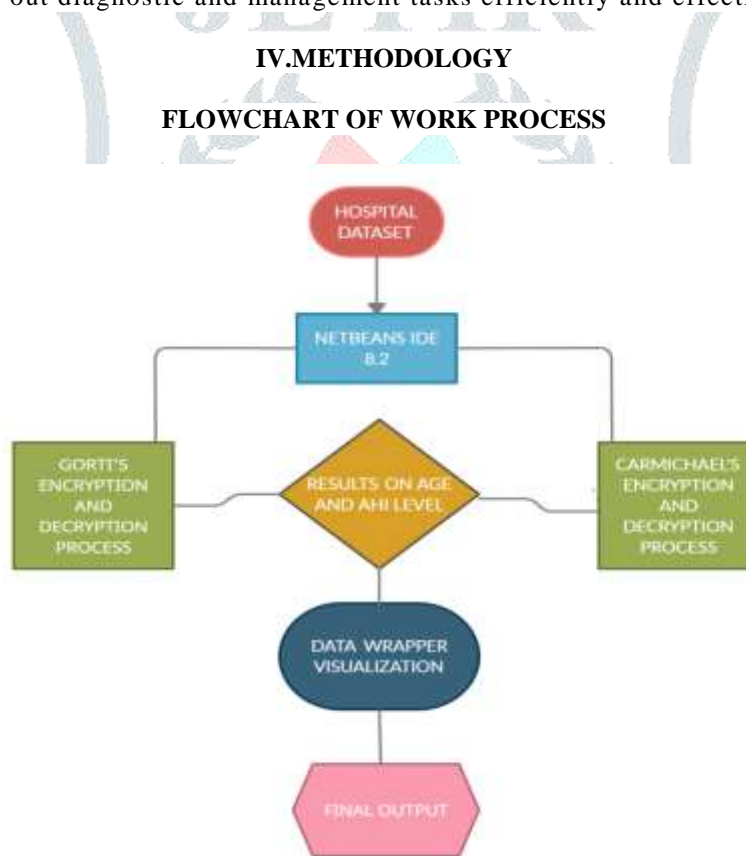 out diagnostic and management tasks efficiently and effecti
IV.METHODOLOGY
FLOWCHART OF WORK PROCESS
HOSPITAL
DATASET
NETBEANS IDE
8.2
GORTI'S
ENCRYPTION
AND
DECRYPTION
PROCESS
RESULTS ON AGE
AND AHI LEVEL
CARMICHAEL'S
ENCRYPTION
AND
DECRYPTION
PROCESS
DATA WRAPPER
VISUALIZATION
FINAL OUTPUT